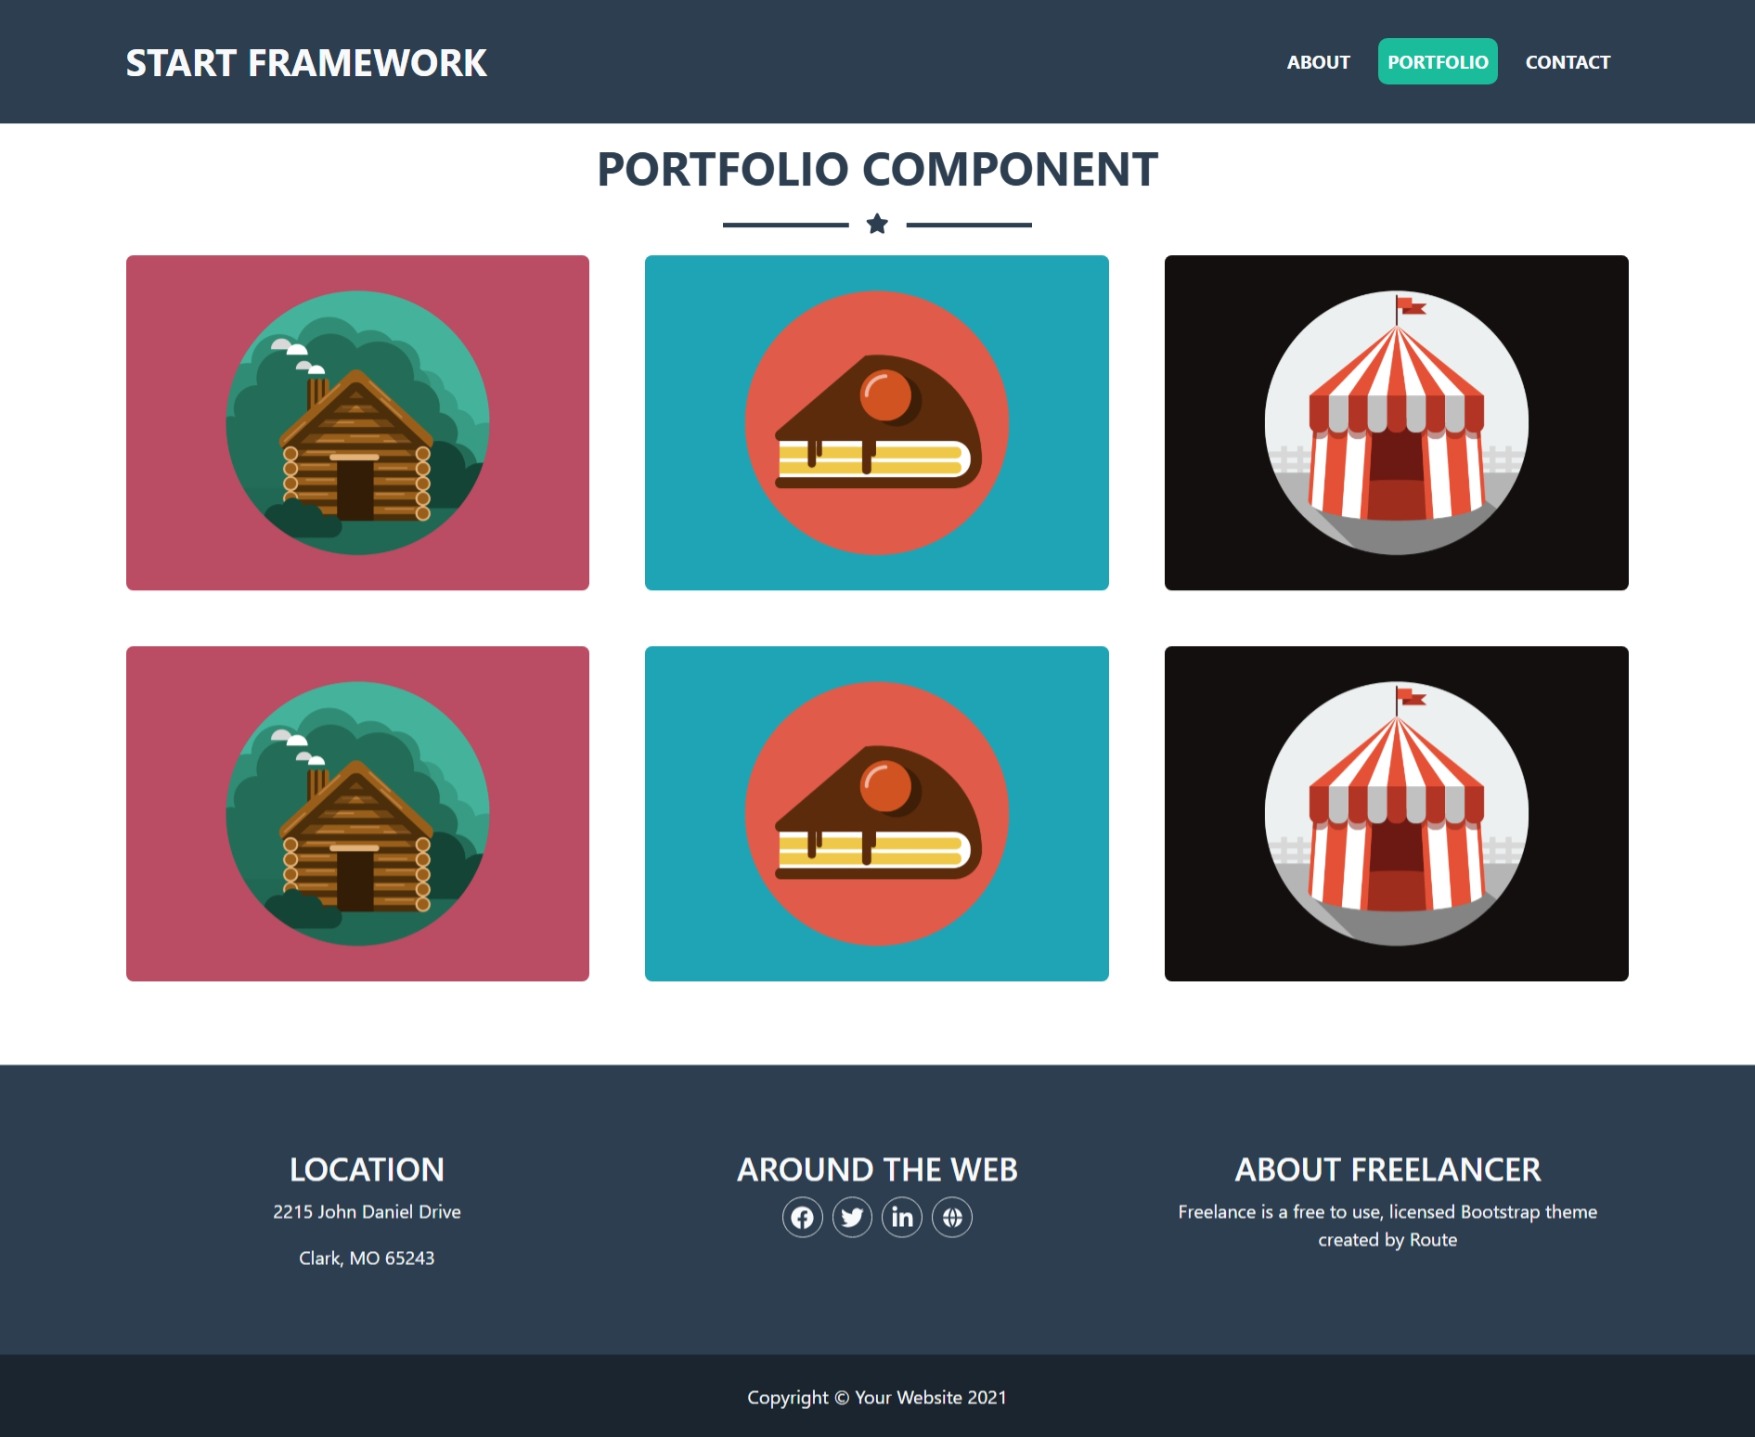 START FRAMEWORK
ABOUT
PORTFOLIO
CONTACT
PORTFOLIO COMPONENT
LOCATION
2215 John Daniel Drive
Clark, MO 65243
AROUND THE WEB
ABOUT FREELANCER
Freelance is a free to use, licensed Bootstrap theme
created by Route
Copyright © Your Website 2021